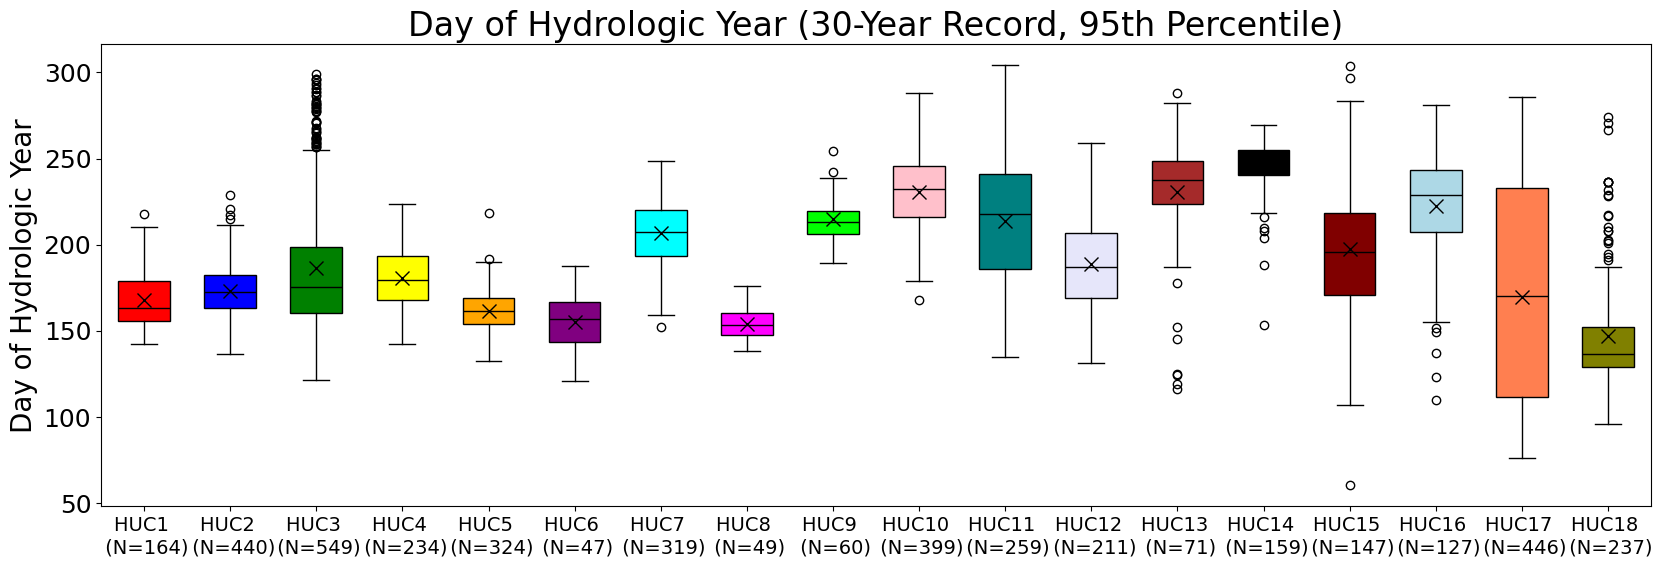 Day of Hydrologic Year (30-Year Record, 95th Percentile)
Day of Hydrologic Year
300
250
200
150
100
50
HUC1 HUC2 HUC3 HUC4 HUC5 HUC6 HUC7 HUC8 HUC9 HUC10 HUC11 HUC12 HUC13 HUC14 HUC15 HUC16 HUC17 HUC18
(N=164) (N=440) (N=549) (N=234) (N=324) (N=47) (N=319) (N=49) (N=60) (N=399) (N=259) (N=211) (N=71) (N=159) (N=147) (N=127) (N=446) (N=237)